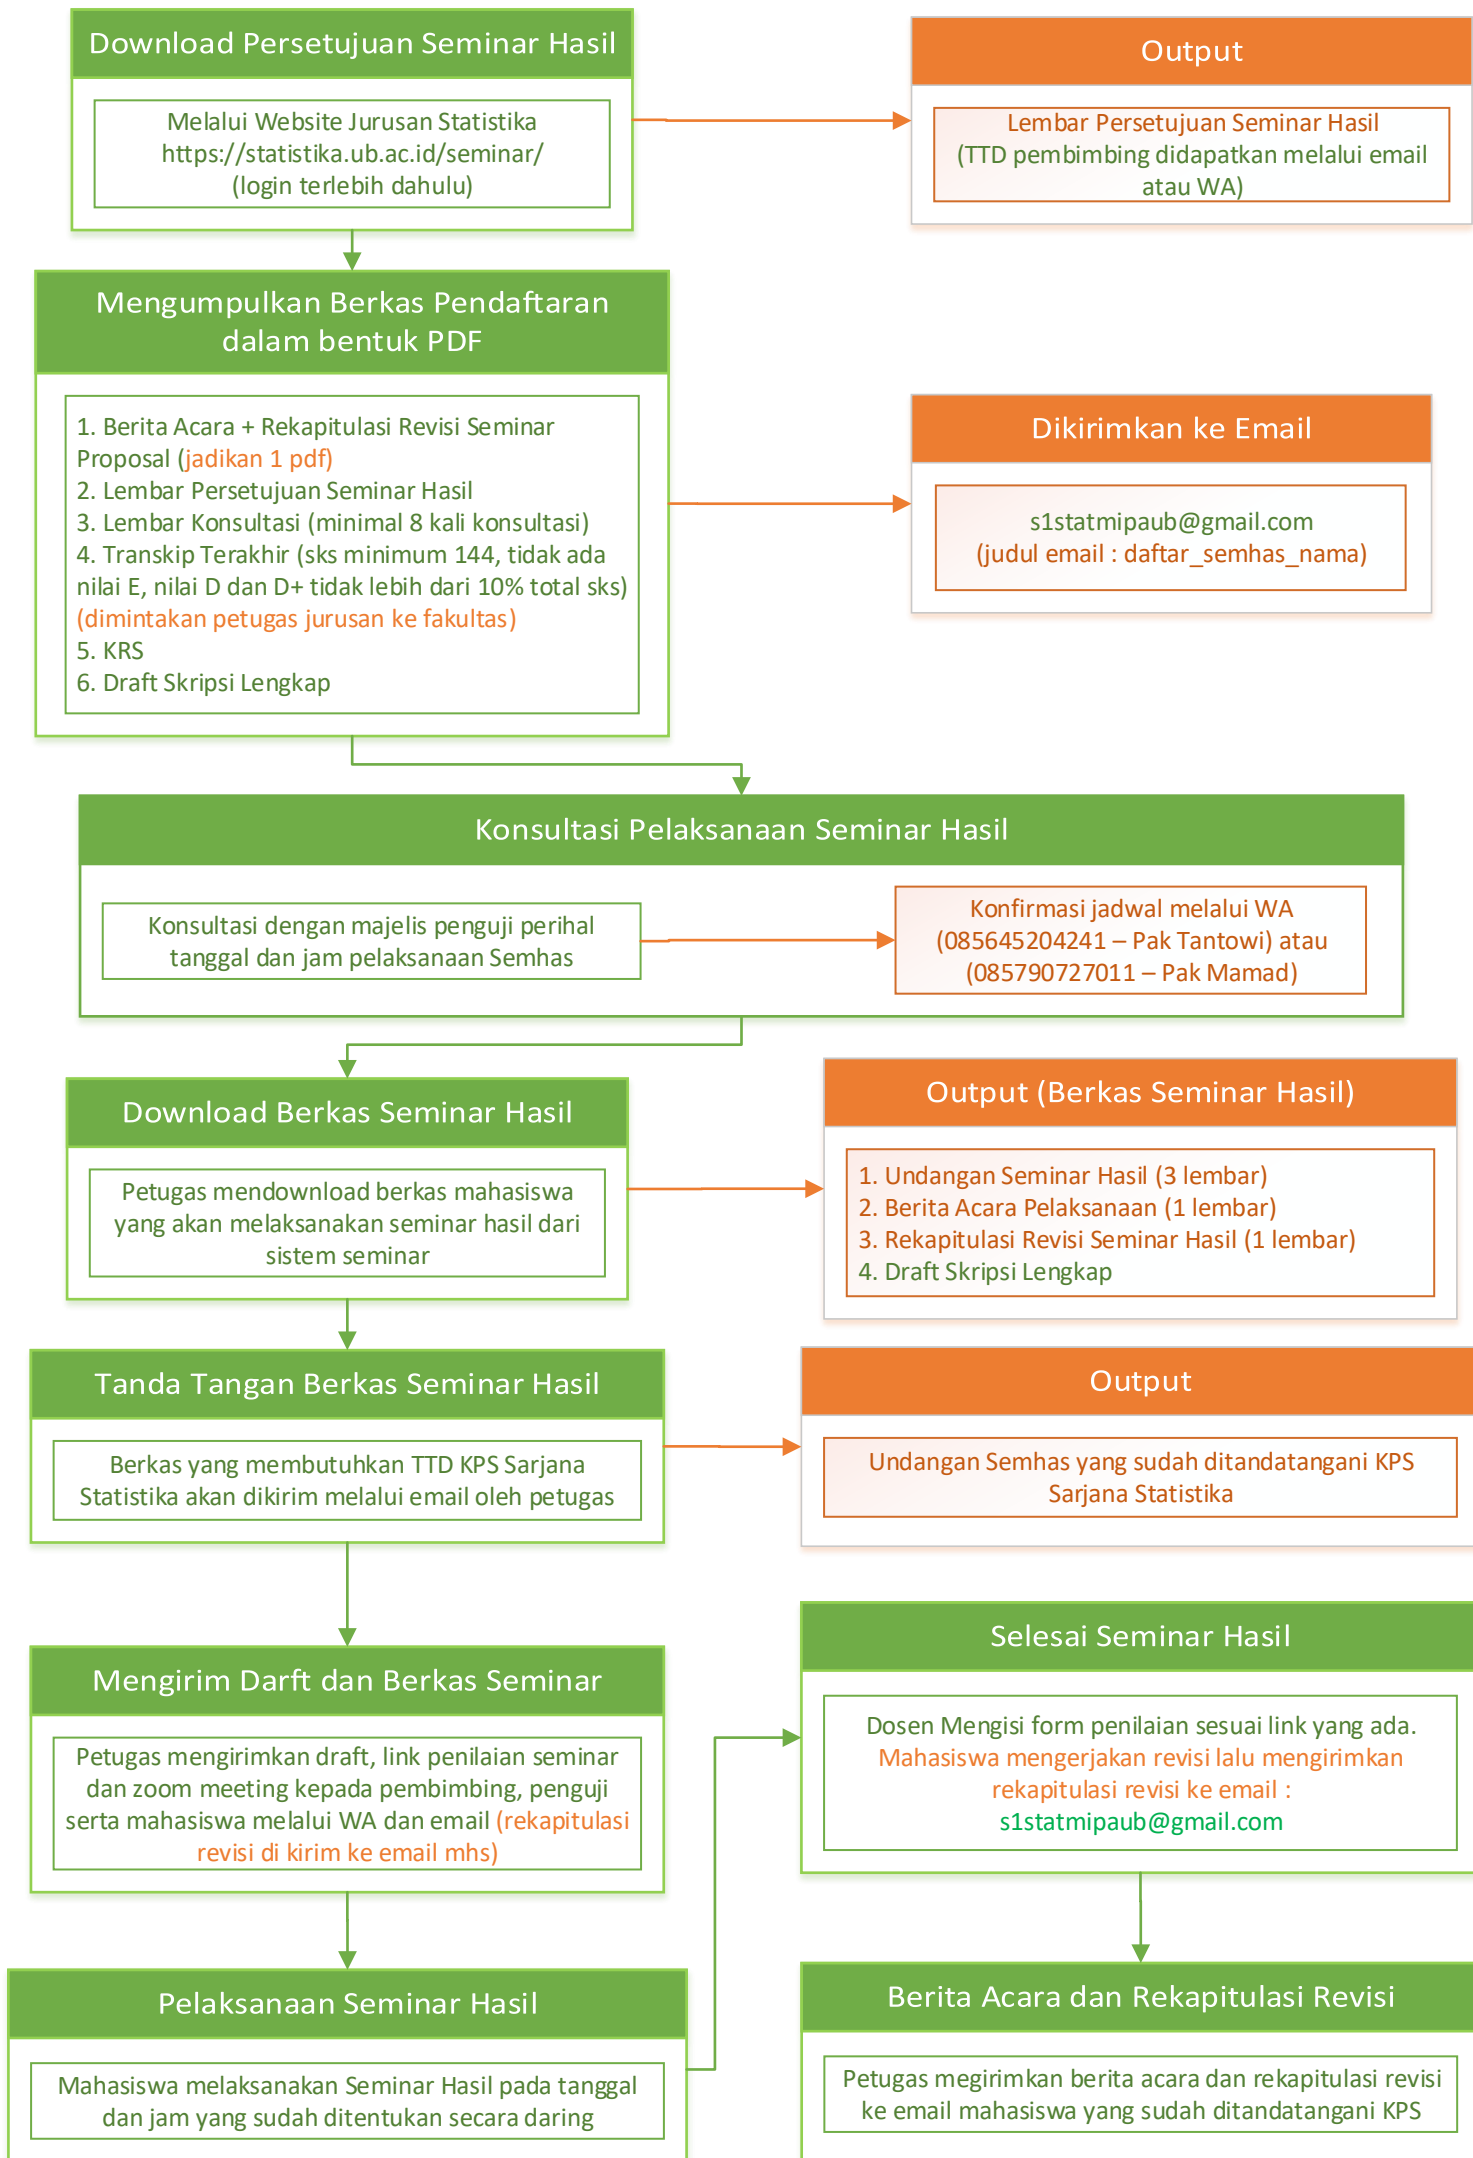 Download Persetujuan Seminar Hasil
Melalui Website Jurusan Statistika
https://statistika.ub.ac.id/seminar/
(login terlebih dahulu)
Output
Lembar Persetujuan Seminar Hasil
(TTD pembimbing didapatkan melalui email
atau WA)
Mengumpulkan Berkas Pendaftaran
dalam bentuk PDF
1. Berita Acara + Rekapitulasi Revisi Seminar
Proposal (jadikan 1 pdf)
2. Lembar Persetujuan Seminar Hasil
3. Lembar Konsultasi (minimal 8 kali konsultasi)
4. Transkip Terakhir (sks minimum 144, tidak ada
nilai E, nilai D dan D+ tidak lebih dari 10% total sks)
(dimintakan petugas jurusan ke fakultas)
5. KRS
6. Draft Skripsi Lengkap
Dikirimkan ke Email
s1statmipaub@gmail.com
(judul email : daftar_semhas_nama)
Konsultasi Pelaksanaan Seminar Hasil
Konsultasi dengan majelis penguji perihal
tanggal dan jam pelaksanaan Semhas
Konfirmasi jadwal melalui WA
(085645204241 – Pak Tantowi) atau
(085790727011 – Pak Mamad)
Download Berkas Seminar Hasil
Petugas mendownload berkas mahasiswa
yang akan melaksanakan seminar hasil dari
sistem seminar
Output (Berkas Seminar Hasil)
1. Undangan Seminar Hasil (3 lembar)
2. Berita Acara Pelaksanaan (1 lembar)
3. Rekapitulasi Revisi Seminar Hasil (1 lembar)
4. Draft Skripsi Lengkap
Tanda Tangan Berkas Seminar Hasil
Berkas yang membutuhkan TTD KPS Sarjana
Statistika akan dikirim melalui email oleh petugas
Output
Undangan Semhas yang sudah ditandatangani KPS
Sarjana Statistika
Mengirim Darft dan Berkas Seminar
Petugas mengirimkan draft, link penilaian seminar
dan zoom meeting kepada pembimbing, penguji
serta mahasiswa melalui WA dan email (rekapitulasi
revisi di kirim ke email mhs)
Pelaksanaan Seminar Hasil
Mahasiswa melaksanakan Seminar Hasil pada tanggal
dan jam yang sudah ditentukan secara daring
Selesai Seminar Hasil
Dosen Mengisi form penilaian sesuai link yang ada.
Mahasiswa mengerjakan revisi lalu mengirimkan
rekapitulasi revisi ke email :
s1statmipaub@gmail.com
Berita Acara dan Rekapitulasi Revisi
Petugas megirimkan berita acara dan rekapitulasi revisi
ke email mahasiswa yang sudah ditandatangani KPS